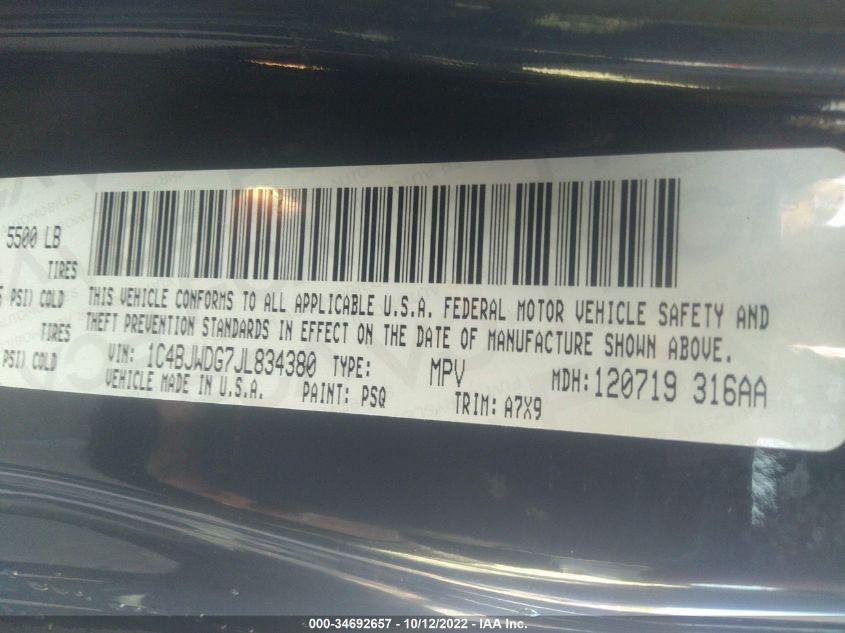 5500 LB
TIRES
PSI) COLD
TIRES
PSI) COLD
THIS VEHICLE CONFORMS TO ALL APPLICABLE U.S.A. FEDERAL MOTOR VEHICLE SAFETY AND
THEFT PREVENTION STANDARDS IN EFFECT ON THE DATE OF MANUFACTURE SHOWN ABOVE.
VIN: 1C4BJWDG7JL834380 TYPE: MPV MDH: 120719 316AA
VEHICLE MADE IN U.S.A. PAINT: PSQ TRIM: A7X9
000-34692657 - 10/12/2022 - IAA Inc.